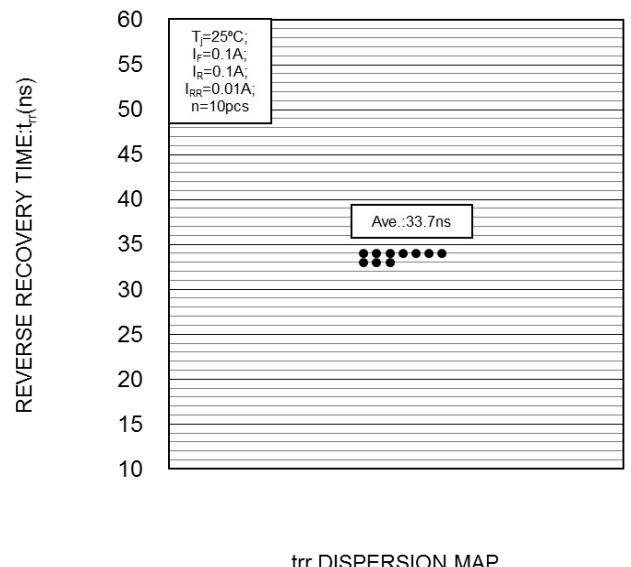 REVERSE RECOVERY TIME:trr(ns)
60
55
50
45
40
35
30
25
20
15
10
Tj=25ºC;
IF=0.1A;
IR=0.1A;
IRR=0.01A;
n=10pcs
Ave.:33.7ns
trr DISPERSION MAP